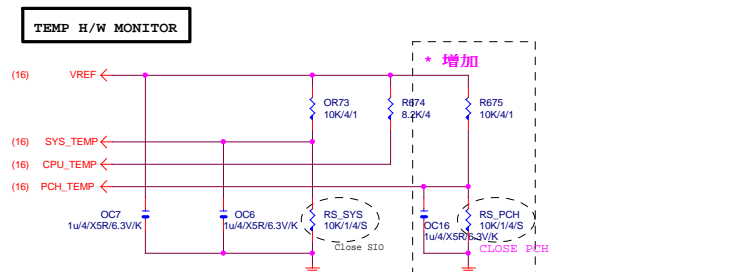 TEMP H/W MONITOR
* 增加
(16) VREF
OR73
10K/4/1
R674
8.2K/4
R675
10K/4/1
(16) SYS_TEMP
(16) CPU_TEMP
(16) PCH_TEMP
OC7
1u/4/X5R/6.3V/K
OC6
1u/4/X5R/6.3V/K
RS_SYS
10K/1/4/S
Close SIO
OC16
1u/4/X5R/6.3V/K
RS_PCH
10K/1/4/S
CLOSE PCH